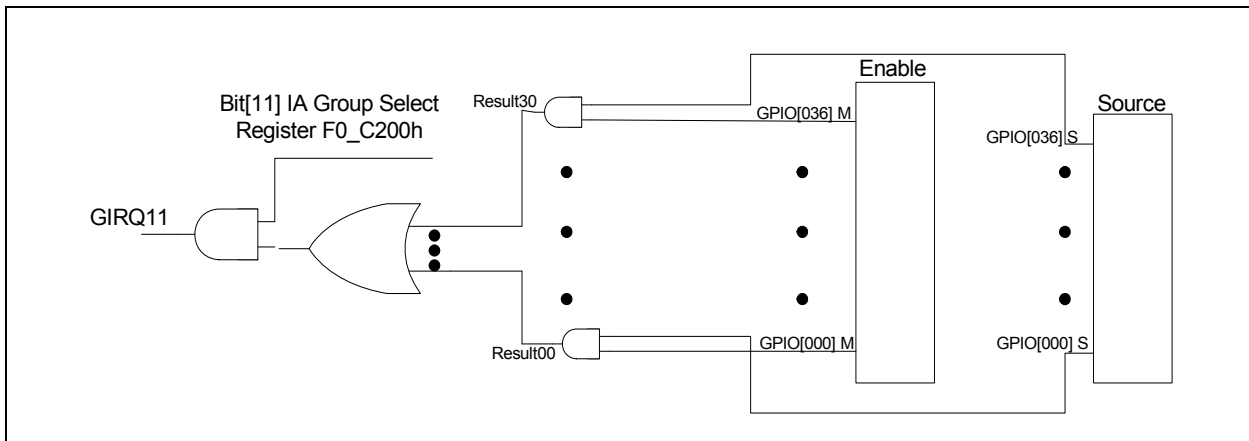 Enable
Bit[11] IA Group Select
Register F0_C200h
Result30
Source
GPIO[036] M
GPIO[036] S
GIRQ11
Result00
GPIO[000] M
GPIO[000] S